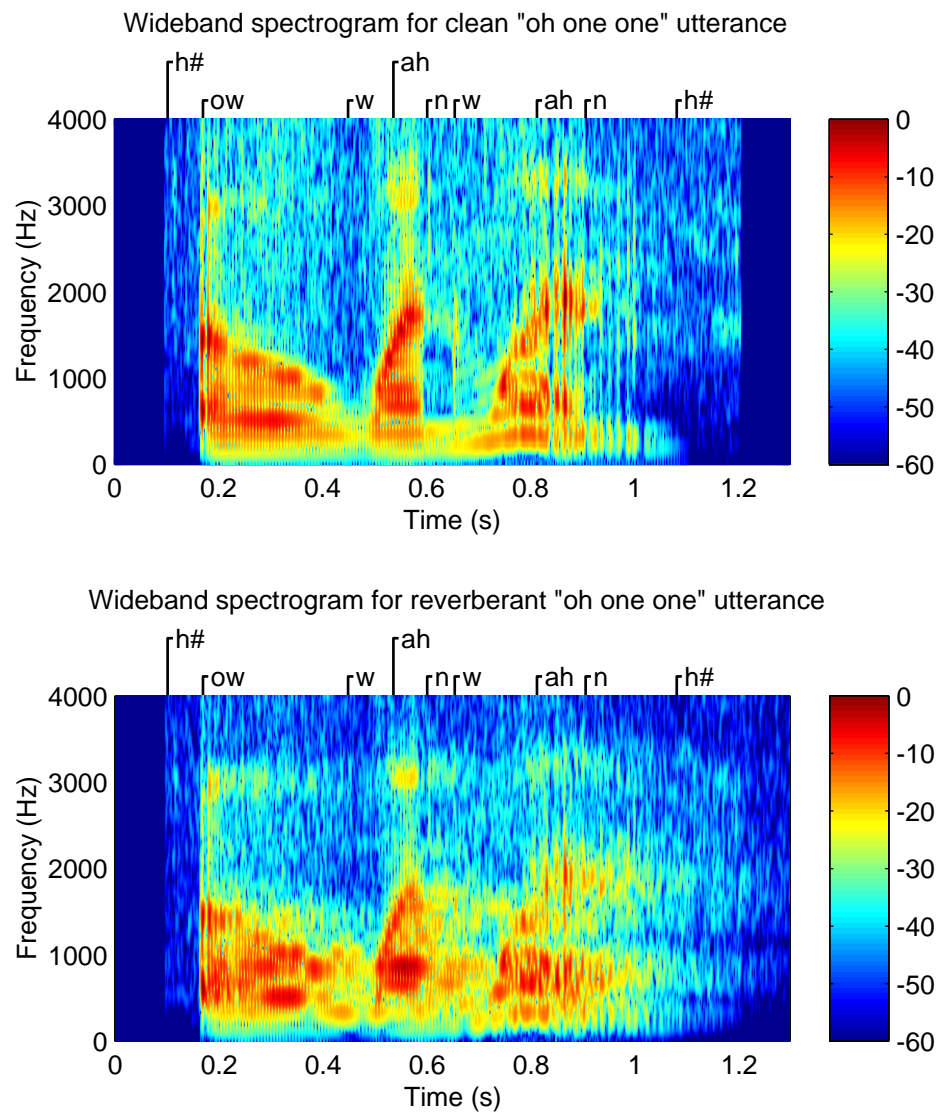 Wideband spectrogram for clean "oh one one" utterance
h# ah
ow w n w ah n h#
4000
3000
2000
1000
0
Frequency (Hz)
0 0.2 0.4 0.6 0.8 1 1.2
Time (s)
0
-10
-20
-30
-40
-50
-60
Wideband spectrogram for reverberant "oh one one" utterance
h# ah
ow w n w ah n h#
4000
3000
2000
1000
0
Frequency (Hz)
0 0.2 0.4 0.6 0.8 1 1.2
Time (s)
0
-10
-20
-30
-40
-50
-60